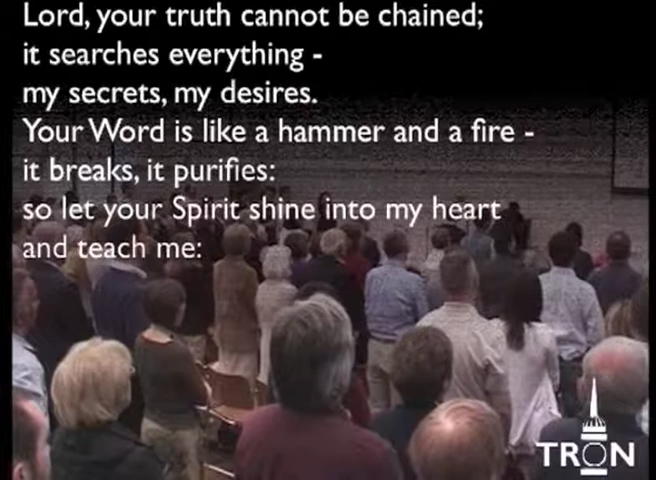 Lord, your truth cannot be chained;
it searches everything -
my secrets, my desires.
Your Word is like a hammer and a fire -
it breaks, it purifies:
so let your Spirit shine into my heart
and teach me:
TRON